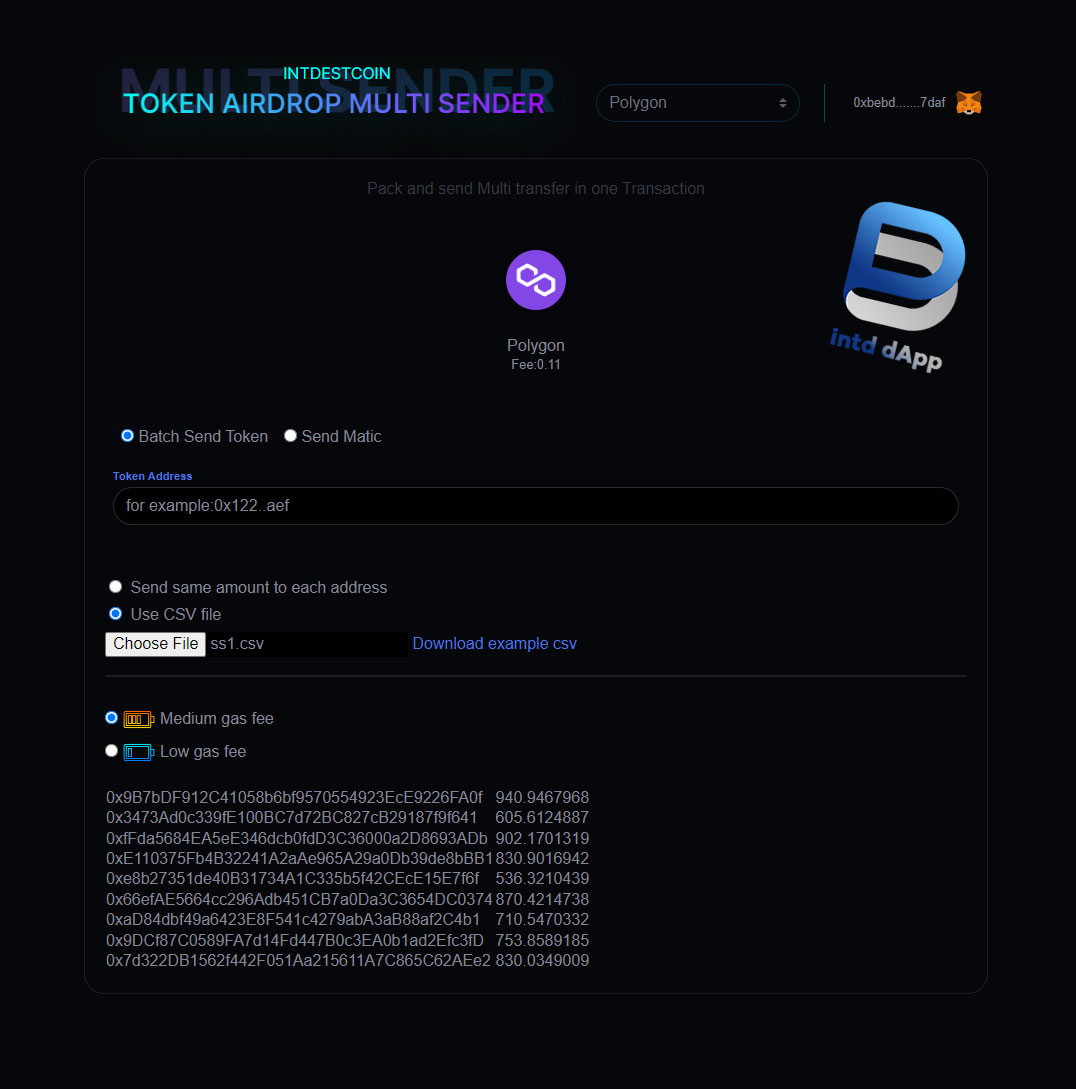 MULTI SENDER
INTDESTCOIN
TOKEN AIRDROP MULTI SENDER
Polygon
0xbebd.......7daf
Pack and send Multi transfer in one Transaction
intd dApp
Polygon
Fee:0.11
Batch Send Token Send Matic
Token Address
for example:0x122..aef
Send same amount to each address
Use CSV file
Choose File ss1.csv Download example csv
Medium gas fee
Low gas fee
0x9B7bDF912C41058b6bf9570554923EcE9226FA0f 940.9467968
0x3473Ad0c339fE100BC7d72BC827cB29187f9f641 605.6124887
0xfFda5684EA5eE346dcb0fdD3C36000a2D8693ADb 902.1701319
0xE110375Fb4B32241A2aAe965A29a0Db39de8bBB1 830.9016942
0xe8b27351de40B31734A1C335b5f42CEcE15E7f6f 536.3210439
0x66efAE5664cc296Adb451CB7a0Da3C3654DC0374 870.4214738
0xaD84dbf49a6423E8F541c4279abA3aB88af2C4b1 710.5470332
0x9DCf87C0589FA7d14Fd447B0c3EA0b1ad2Efc3fD 753.8589185
0x7d322DB1562f442F051Aa215611A7C865C62AEe2 830.0349009